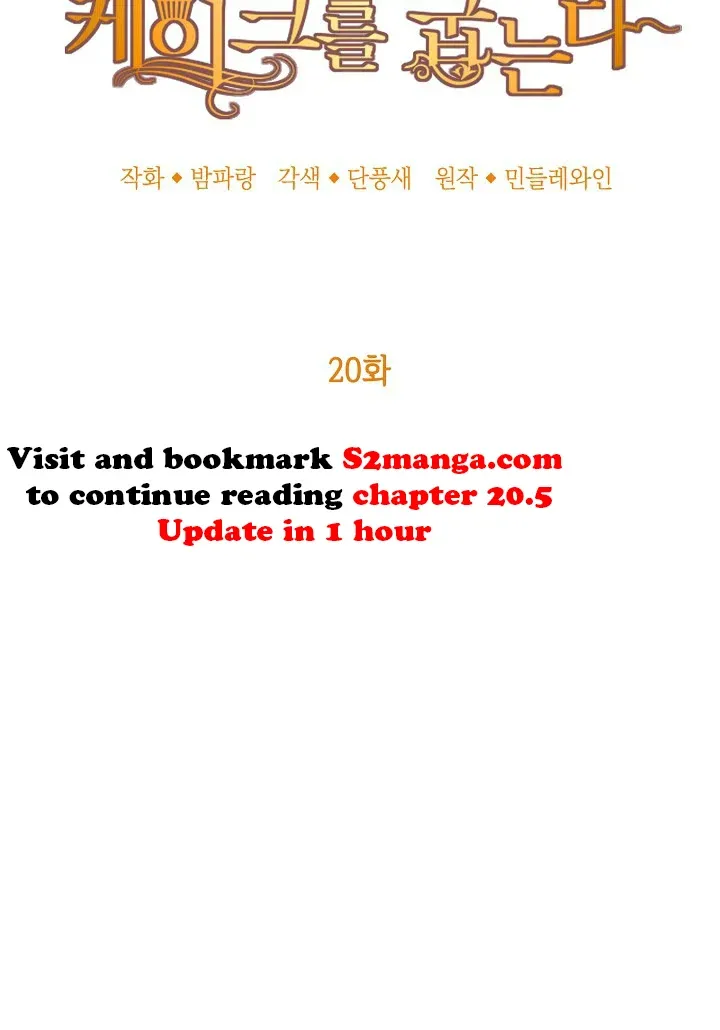 케이크를 굽는다
작화 ◆ 밤파랑 각색 ◆ 단풍새 원작 ◆ 민들레와인
20화
Visit and bookmark S2manga.com
to continue reading chapter 20.5
Update in 1 hour